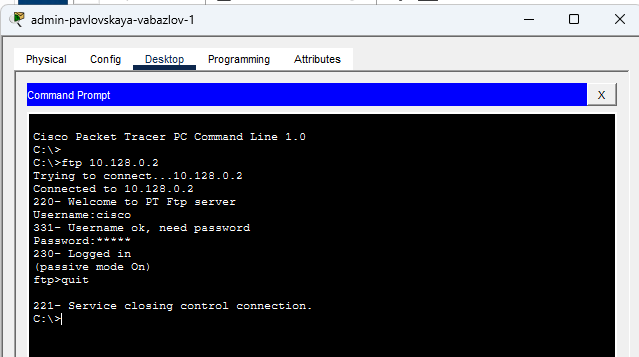 admin-pavlovskaya-vabazlov-1
Physical Config Desktop Programming Attributes
Command Prompt X
Cisco Packet Tracer PC Command Line 1.0
C:\>
C:\>ftp 10.128.0.2
Trying to connect...10.128.0.2
Connected to 10.128.0.2
220- Welcome to PT Ftp server
Username:cisco
331- Username ok, need password
Password:*****
230- Logged in
(passive mode On)
ftp>quit
221- Service closing control connection.
C:\>